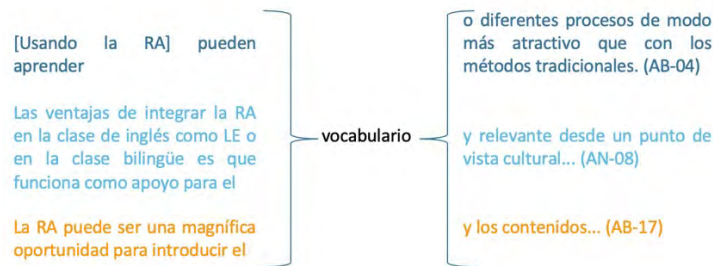 [Usando la RA] pueden
aprender
Las ventajas de integrar la RA
en la clase de inglés como LE o
en la clase bilingüe es que
funciona como apoyo para el
La RA puede ser una magnífica
oportunidad para introducir el
vocabulario
o diferentes procesos de modo
más atractivo que con los
métodos tradicionales. (AB-04)
y relevante desde un punto de
vista cultural... (AN-08)
y los contenidos... (AB-17)